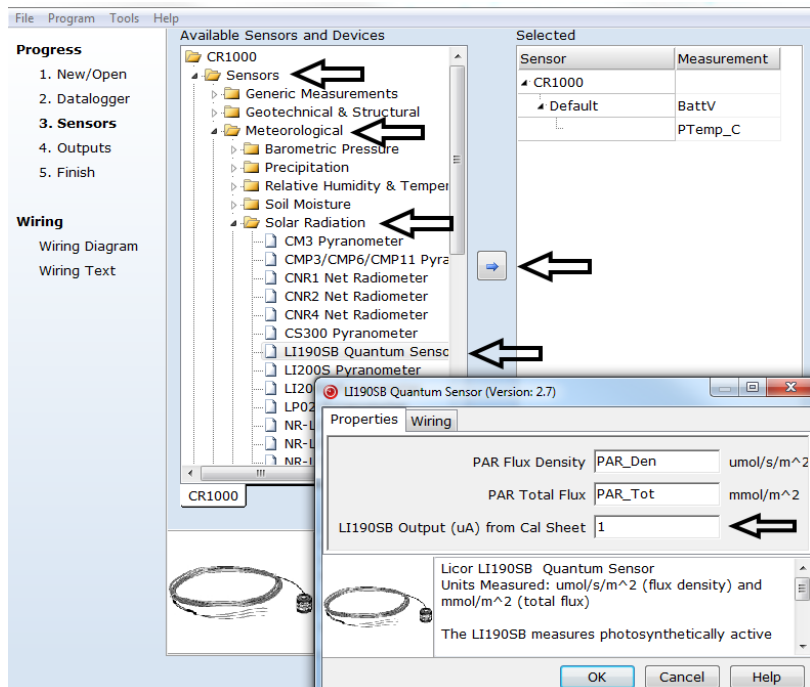 File Program Tools Help
Progress
1. New/Open
2. Datalogger
3. Sensors
4. Outputs
5. Finish
Wiring
Wiring Diagram
Wiring Text
Available Sensors and Devices
CR1000
Sensors
Generic Measurements
Geotechnical & Structural
Meteorological
Barometric Pressure
Precipitation
Relative Humidity & Temper
Soil Moisture
Solar Radiation
CM3 Pyranometer
CMP3/CMP6/CMP11 Pyra
CNR1 Net Radiometer
CNR2 Net Radiometer
CNR4 Net Radiometer
CS300 Pyranometer
LI190SB Quantum Senso
LI200S Pyranometer
LI20
LP02
NR-L
NR-L
NR-L
CR1000
Selected
Sensor Measurement
CR1000
Default BattV
PTemp_C
LI190SB Quantum Sensor (Version: 2.7)
Properties Wiring
PAR Flux Density PAR_Den umol/s/m^2
PAR Total Flux PAR_Tot mmol/m^2
LI190SB Output (uA) from Cal Sheet 1
Licor LI190SB Quantum Sensor
Units Measured: umol/s/m^2 (flux density) and
mmol/m^2 (total flux)
The LI190SB measures photosynthetically active
OK Cancel Help